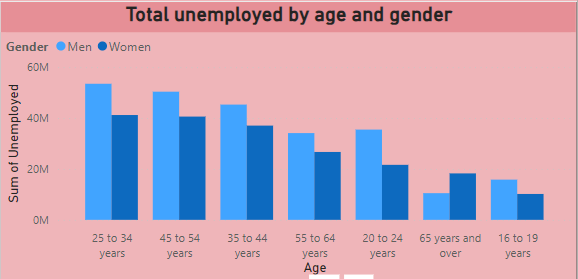 Total unemployed by age and gender
Gender Men Women
60M
40M
20M
0M
Sum of Unemployed
25 to 34 years
45 to 54 years
35 to 44 years
55 to 64 years
20 to 24 years
65 years and over
16 to 19 years
Age